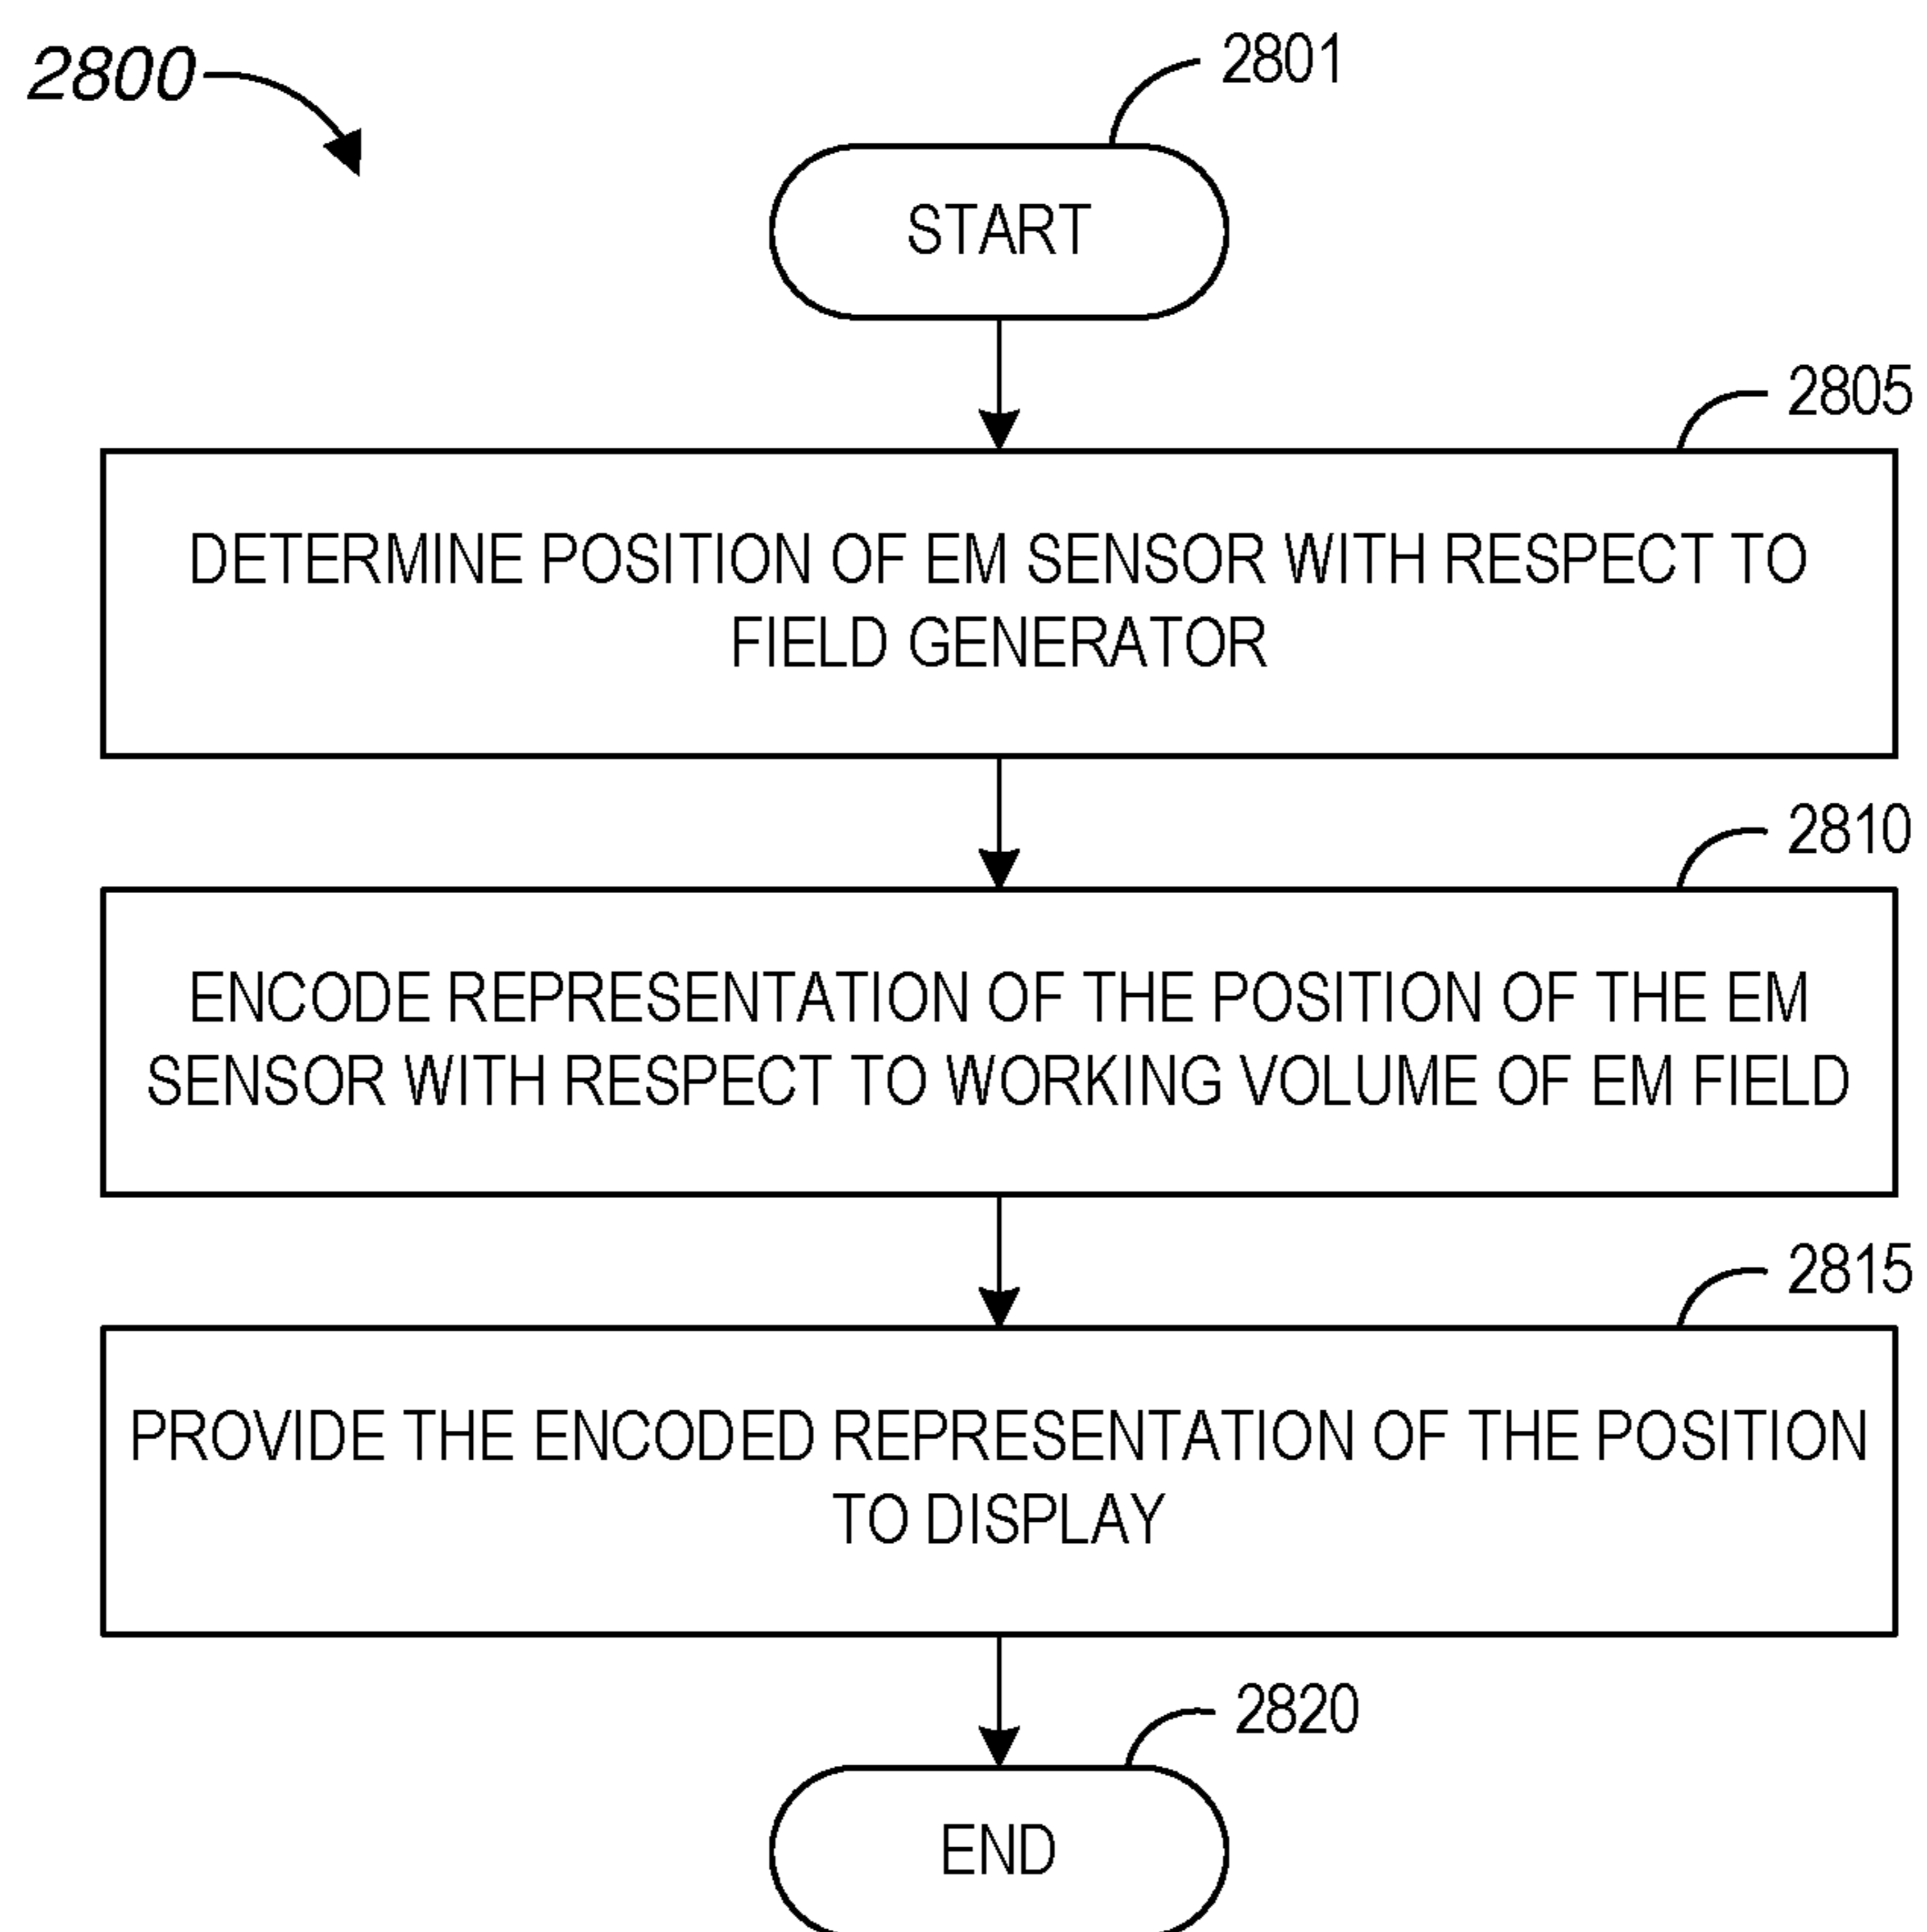 2800
2801
START
2805
DETERMINE POSITION OF EM SENSOR WITH RESPECT TO
FIELD GENERATOR
2810
ENCODE REPRESENTATION OF THE POSITION OF THE EM
SENSOR WITH RESPECT TO WORKING VOLUME OF EM FIELD
2815
PROVIDE THE ENCODED REPRESENTATION OF THE POSITION
TO DISPLAY
2820
END